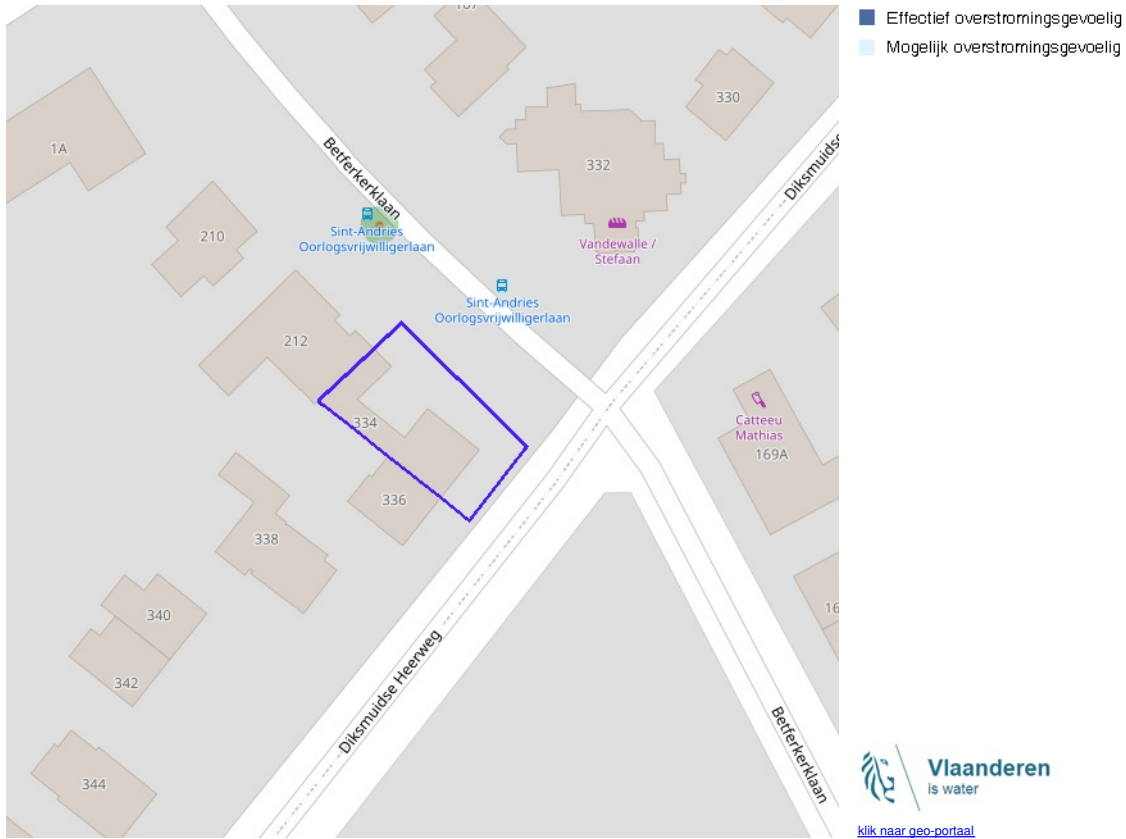 Effectief overstromingsgevoelig
Mogelijk overstromingsgevoelig
330
1A
332
Betferkerklaan
Diksmuidse
210
Sint-Andries
Oorlogsvrijwilligerlaan
Vandewalle /
Stefaan
Sint-Andries
Oorlogsvrijwilligerlaan
212
334
Catteeu
Mathias
169A
336
338
340
16
342
Diksmuidse Heerweg
Betferkerklaan
344
Vlaanderen
is water
klik naar geo-portaal